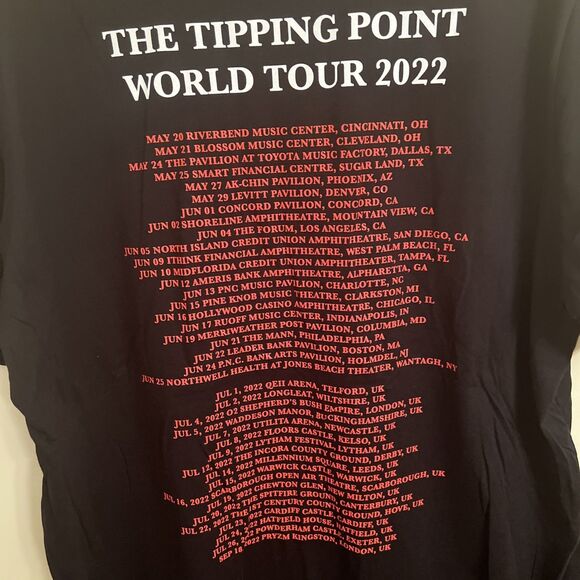 THE TIPPING POINT
WORLD TOUR 2022
MAY 20 RIVERBEND MUSIC CENTER, CINCINNATI, OH
MAY 21 BLOSSOM MUSIC CENTER, CLEVELAND, OH
MAY 24 THE PAVILION AT TOYOTA MUSIC FACTORY, DALLAS, TX
MAY 25 SMART FINANCIAL CENTRE, SUGAR LAND, TX
MAY 27 AK-CHIN PAVILION, PHOENIX, AZ
MAY 29 LEVITT PAVILION, DENVER, CO
JUN 01 CONCORD PAVILION, CONCORD, CA
JUN 02 SHORELINE AMPHITHEATRE, MOUNTAIN VIEW, CA
JUN 04 THE FORUM, LOS ANGELES, CA
JUN 05 NORTH ISLAND CREDIT UNION AMPHITHEATRE, SAN DIEGO, CA
JUN 09 ITHINK FINANCIAL AMPHITHEATRE, WEST PALM BEACH, FL
JUN 10 MIDFLORIDA CREDIT UNION AMPHITHEATER, TAMPA, FL
JUN 12 AMERIS BANK AMPHITHEATRE, ALPHARETTA, GA
JUN 13 PNC MUSIC PAVILION, CHARLOTTE, NC
JUN 15 PINE KNOB MUSIC THEATRE, CLARKSTON, MI
JUN 16 HOLLYWOOD CASINO AMPHITHEATRE, CHICAGO, IL
JUN 17 RUOFF MUSIC CENTER, INDIANAPOLIS, IN
JUN 19 MERRIWEATHER POST PAVILION, COLUMBIA, MD
JUN 21 THE MANN, PHILADELPHIA, PA
JUN 22 LEADER BANK PAVILION, BOSTON, MA
JUN 24 P.N.C. BANK ARTS PAVILION, HOLMDEL, NJ
JUN 25 NORTHWELL HEALTH AT JONES BEACH THEATER, WANTAGH, NY
JUL 1, 2022 QEII ARENA, TELFORD, UK
JUL 2, 2022 LONGLEAT, WILTSHIRE, UK
JUL 4, 2022 O2 SHEPHERD'S BUSH EMPIRE, LONDON, UK
JUL 5, 2022 WADDESON MANOR, BUCKINGHAMSHIRE, UK
JUL 7, 2022 UTILITA ARENA, NEWCASTLE, UK
JUL 8, 2022 FLOORS CASTLE, KELSO, UK
JUL 9, 2022 LYTHAM FESTIVAL, LYTHAM, UK
JUL 12, 2022 THE INCORA COUNTY GROUND, DERBY, UK
JUL 14, 2022 MILLENNIUM SQUARE, LEEDS, UK
JUL 15, 2022 WARWICK CASTLE, WARWICK, UK
JUL 16, 2022 SCARBOROUGH OPEN AIR THEATRE, SCARBOROUGH, UK
JUL 19, 2022 CHEWTON GLEN, NEW MILTON, UK
JUL 20, 2022 THE SPITFIRE GROUND, CANTERBURY, UK
JUL 22, 2022 THE 1ST CENTURY COUNTY GROUND, HOVE, UK
JUL 23, 2022 CARDIFF CASTLE, CARDIFF, UK
JUL 24, 2022 HATFIELD HOUSE, HATFIELD, UK
JUL 26, 2022 POWDERHAM CASTLE, EXETER, UK
SEP 18 2022 PRYZM KINGSTON, LONDON, UK